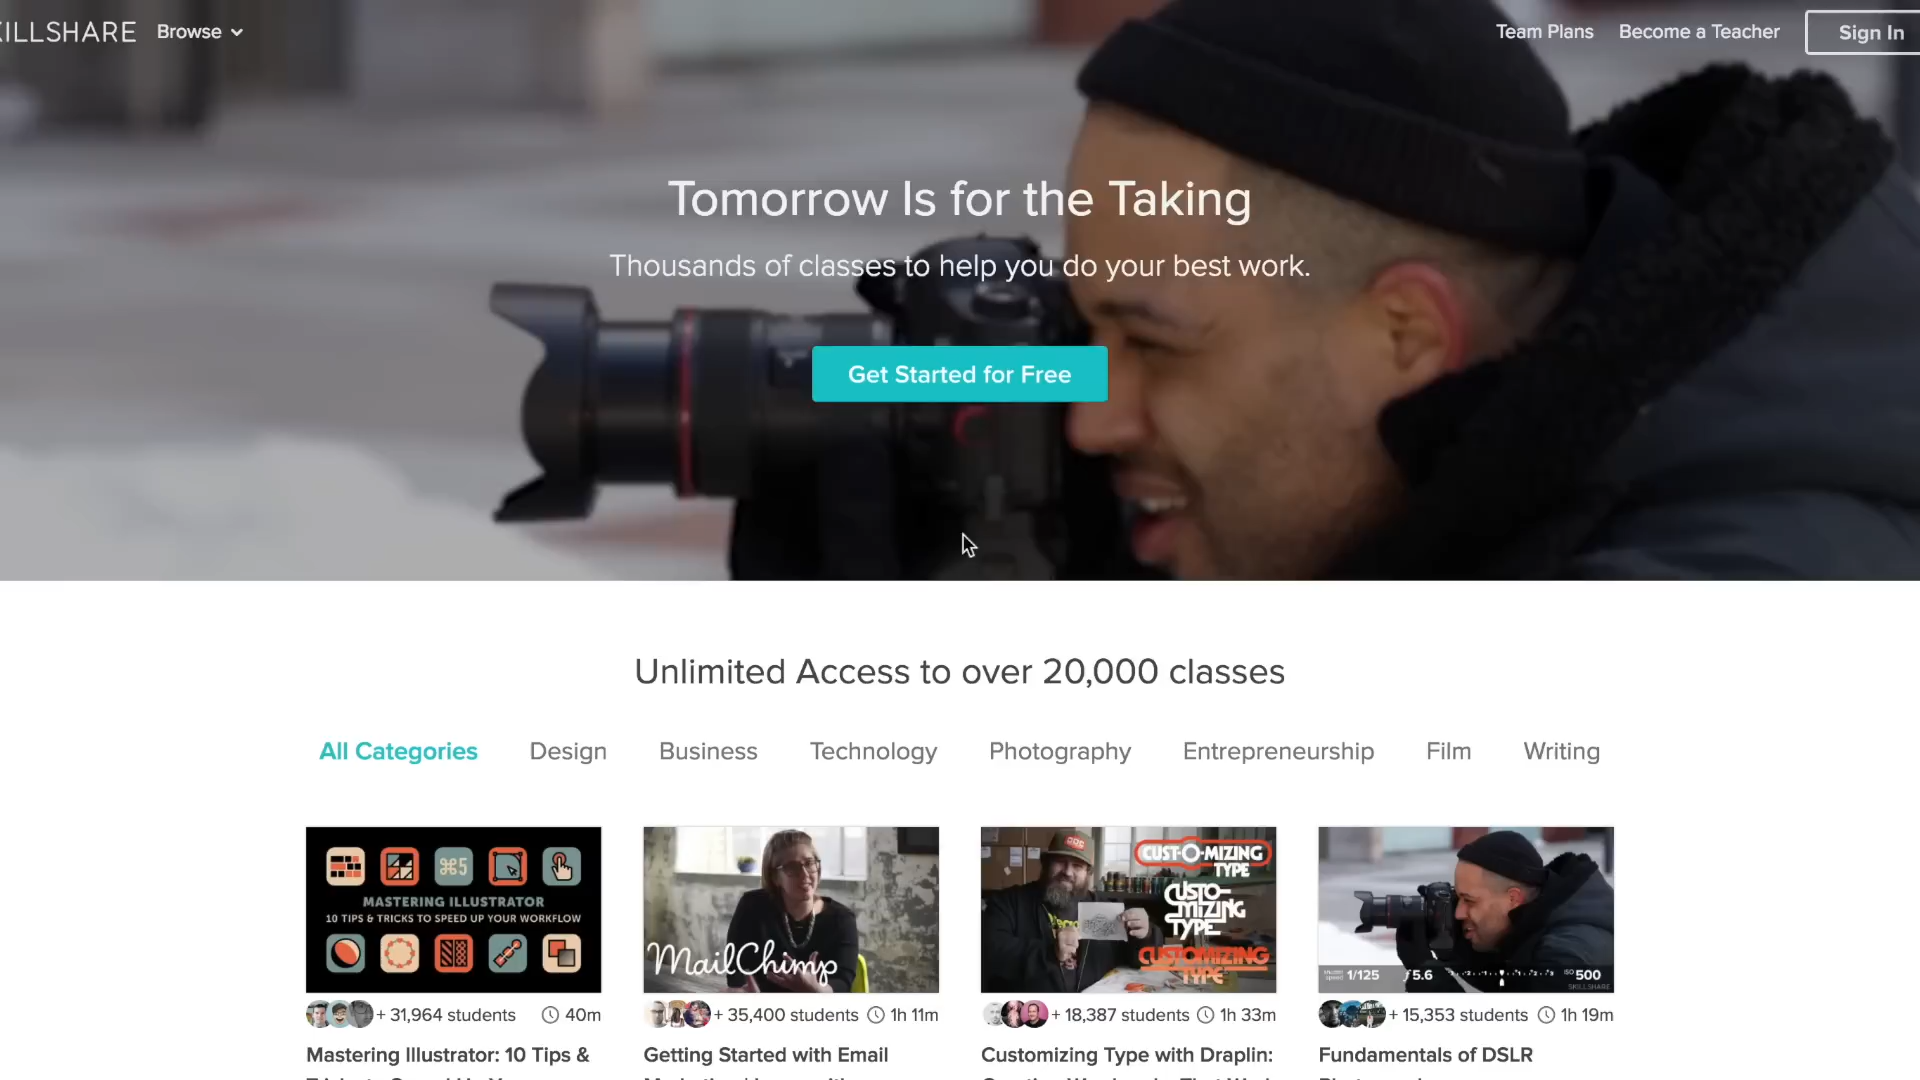 ILLSHARE Browse
Team Plans Become a Teacher Sign In
Tomorrow Is for the Taking
Thousands of classes to help you do your best work.
Get Started for Free
Unlimited Access to over 20,000 classes
All Categories Design Business Technology Photography Entrepreneurship Film Writing
⌘5
MASTERING ILLUSTRATOR
10 TIPS & TRICKS TO SPEED UP YOUR WORKFLOW
+ 31,964 students 40m
Mastering Illustrator: 10 Tips &
MailChimp
+ 35,400 students 1h 11m
Getting Started with Email
CUST-O-MIZING
TYPE
CUSTO-
MIZING
TYPE
CUSTOMIZING
TYPE
+ 18,387 students 1h 33m
Customizing Type with Draplin:
1/125 ƒ5.6 ISO 500
SKILLSHARE
+ 15,353 students 1h 19m
Fundamentals of DSLR